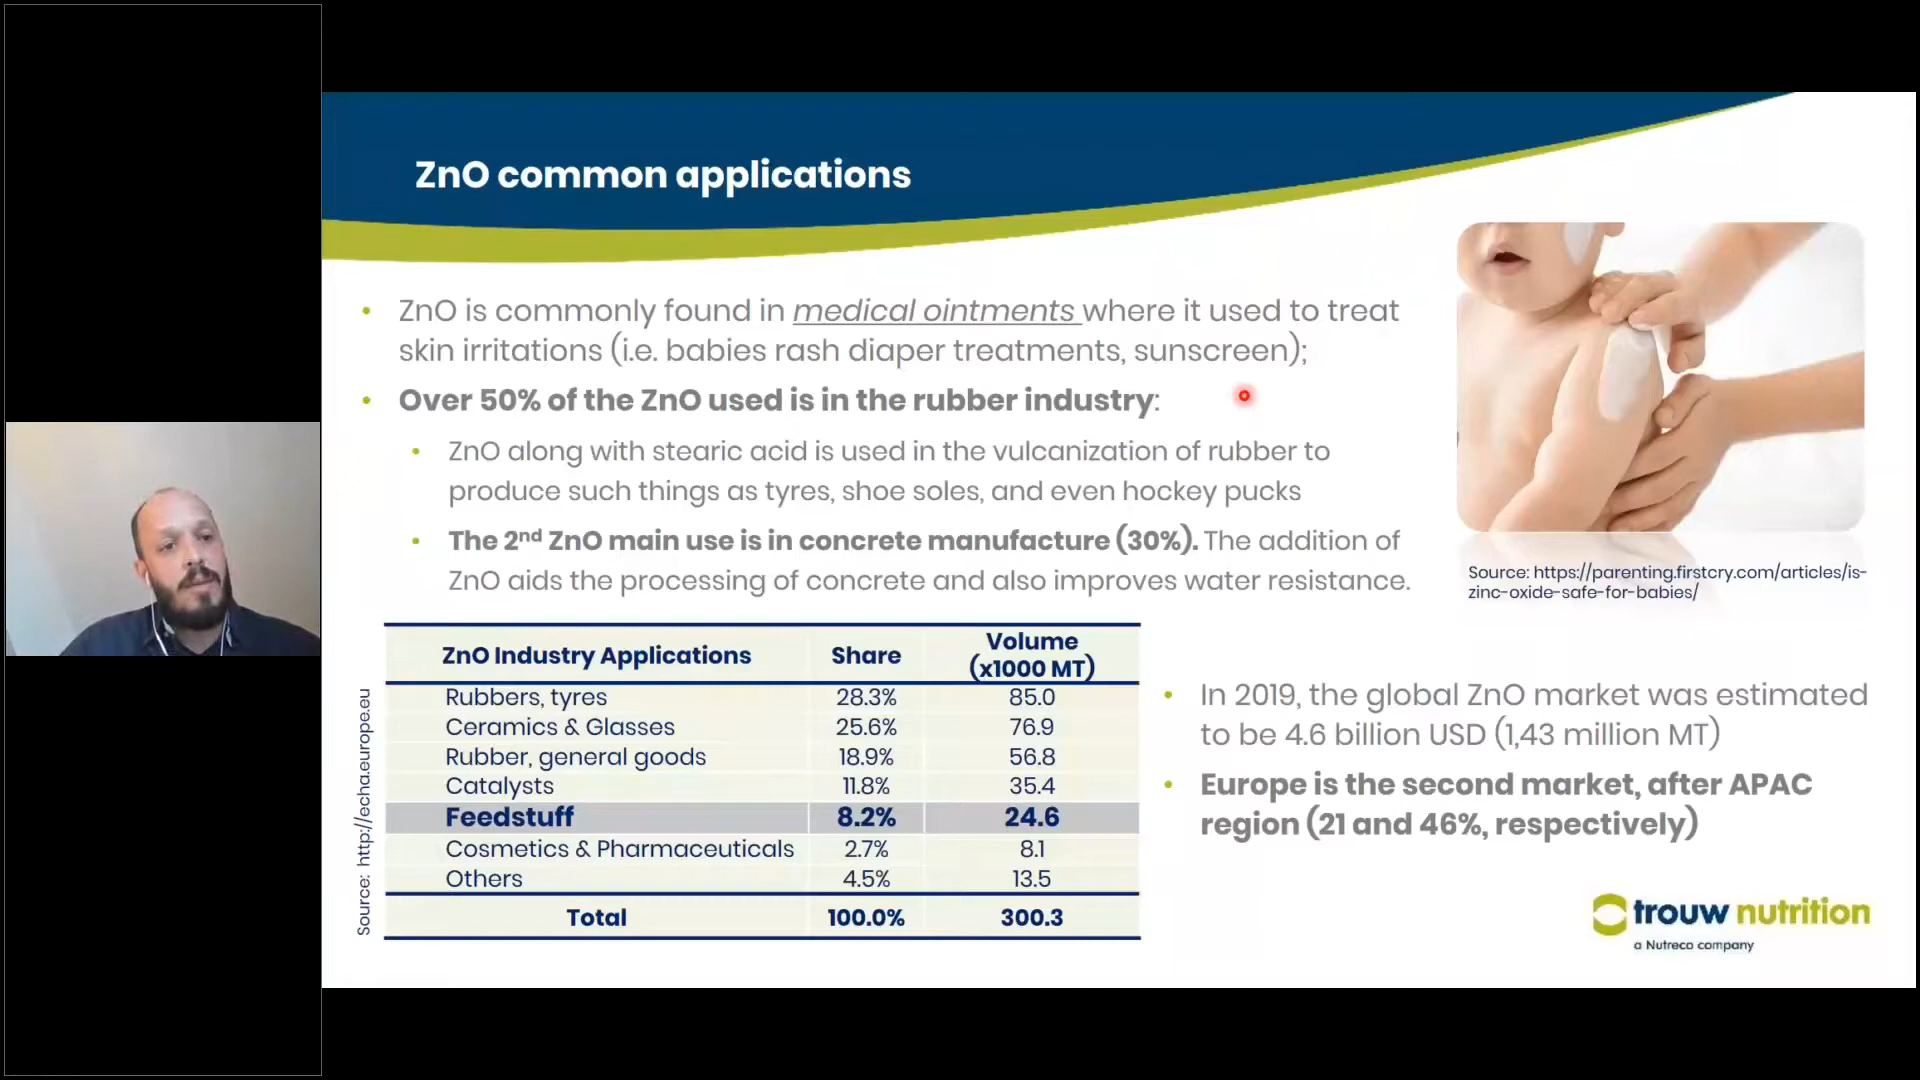 ZnO common applications
• ZnO is commonly found in medical ointments where it used to treat
skin irritations (i.e. babies rash diaper treatments, sunscreen);
• Over 50% of the ZnO used is in the rubber industry:
• ZnO along with stearic acid is used in the vulcanization of rubber to
produce such things as tyres, shoe soles, and even hockey pucks
• The 2nd ZnO main use is in concrete manufacture (30%). The addition of
ZnO aids the processing of concrete and also improves water resistance.
Source: https://parenting.firstcry.com/articles/is-
zinc-oxide-safe-for-babies/
ZnO Industry Applications Share Volume
(x1000 MT)
Rubbers, tyres 28.3% 85.0
Ceramics & Glasses 25.6% 76.9
Rubber, general goods 18.9% 56.8
Catalysts 11.8% 35.4
Feedstuff 8.2% 24.6
Cosmetics & Pharmaceuticals 2.7% 8.1
Others 4.5% 13.5
Total 100.0% 300.3
Source: http://echa.europe.eu
• In 2019, the global ZnO market was estimated
to be 4.6 billion USD (1,43 million MT)
• Europe is the second market, after APAC
region (21 and 46%, respectively)
trouw nutrition
a Nutreco company